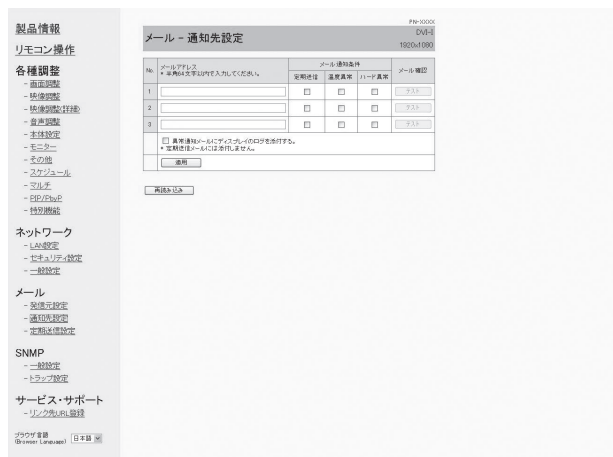 製品情報
リモコン操作
各種調整
- 画面調整
- 映像調整
- 映像調整(詳細)
- 音声調整
- 本体設定
- モニター
- その他
- スケジュール
- マルチ
- PIP/PbyP
- 特別機能
ネットワーク
- LAN設定
- セキュリティ設定
- 一般設定
メール
- 発信元設定
- 通知先設定
- 定期送信設定
SNMP
- 一般設定
- トラップ設定
サービス・サポート
- リンク先URL登録
ブラウザ言語
(Browser Language) 日本語
PN-XXXX
メール - 通知先設定 DVI-I
1920x1080
No. メールアドレス
* 半角64文字以内で入力してください。
メール通知条件
定期送信 温度異常 ハード異常
メール確認
1 テスト
2 テスト
3 テスト
異常通知メールにディスプレイのログを添付する。
* 定期送信メールには添付しません。
適用
再読み込み